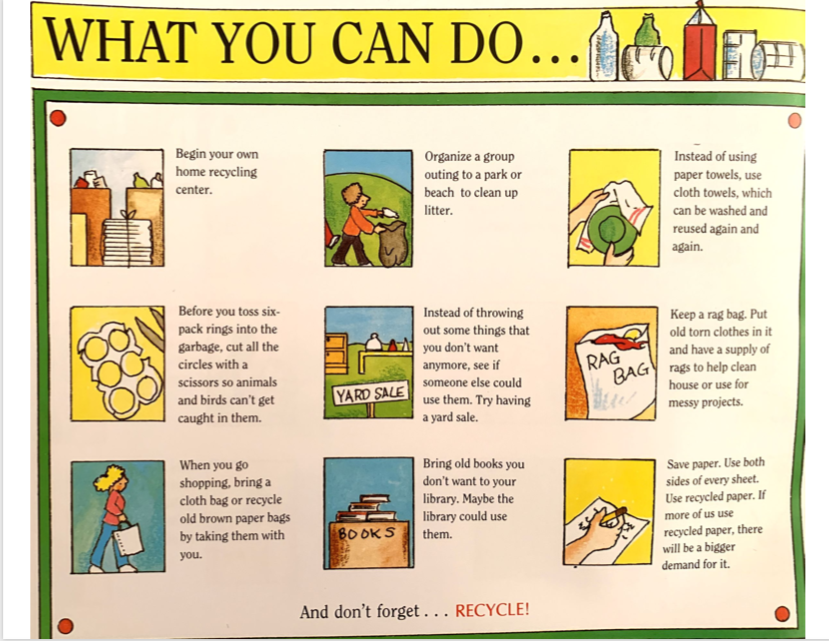 WHAT YOU CAN DO...
Begin your own
home recycling
center.
Organize a group
outing to a park or
beach to clean up
litter.
Instead of using
paper towels, use
cloth towels, which
can be washed and
reused again and
again.
Before you toss six-
pack rings into the
garbage, cut all the
circles with a
scissors so animals
and birds can't get
caught in them.
Instead of throwing
out some things that
you don't want
anymore, see if
someone else could
use them. Try having
a yard sale.
YARD SALE
Keep a rag bag. Put
old torn clothes in it
and have a supply of
rags to help clean
house or use for
messy projects.
RAG
BAG
When you go
shopping, bring a
cloth bag or recycle
old brown paper bags
by taking them with
you.
Bring old books you
don't want to your
library. Maybe the
library could use
them.
BOOKS
Save paper. Use both
sides of every sheet.
Use recycled paper. If
more of us use
recycled paper, there
will be a bigger
demand for it.
And don't forget . . . RECYCLE!